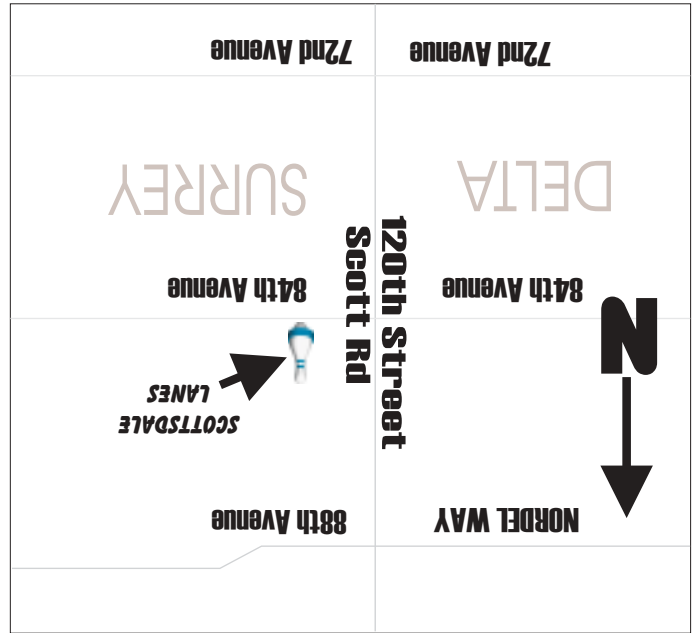 NORDEL WAY
88th Avenue
SCOTTSDALE
LANES
120th Street
Scott Rd
N
84th Avenue
84th Avenue
DELTA
SURREY
72nd Avenue
72nd Avenue